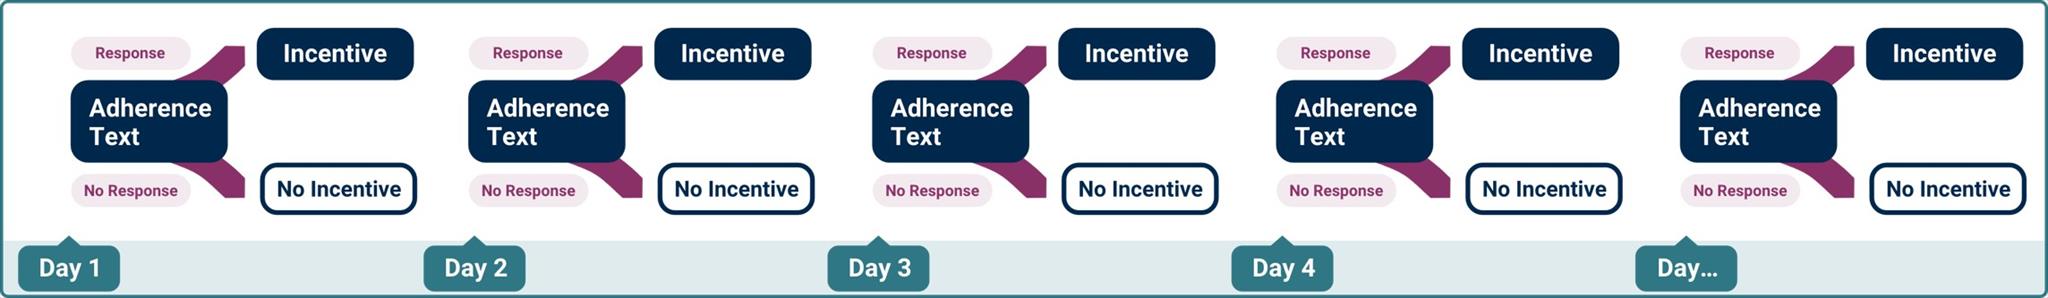 Response
Incentive
Adherence
Text
No Response
No Incentive
Day 1
Response
Incentive
Adherence
Text
No Response
No Incentive
Day 2
Response
Incentive
Adherence
Text
No Response
No Incentive
Day 3
Response
Incentive
Adherence
Text
No Response
No Incentive
Day 4
Response
Incentive
Adherence
Text
No Response
No Incentive
Day...